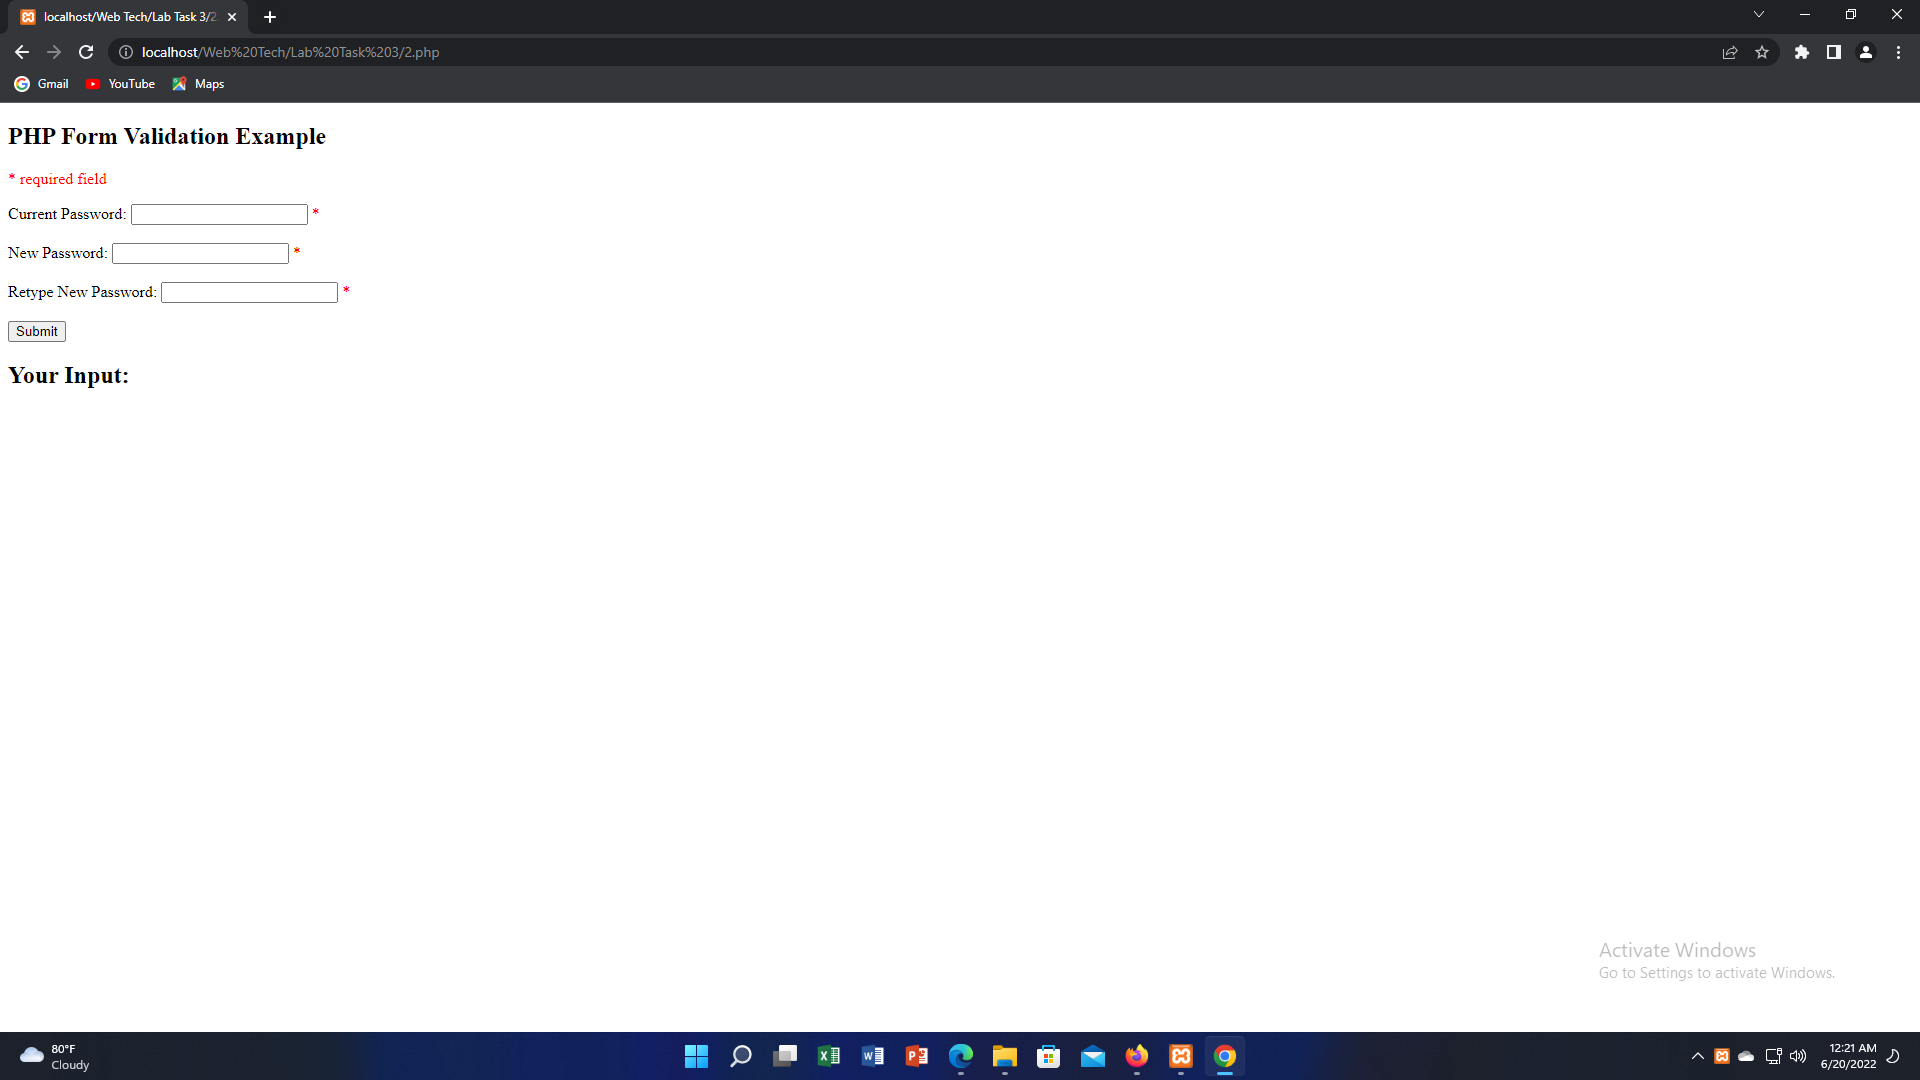 localhost/Web Tech/Lab Task 3/2
localhost/Web%20Tech/Lab%20Task%203/2.php
Gmail YouTube Maps
PHP Form Validation Example
* required field
Current Password: *
New Password: *
Retype New Password: *
Submit
Your Input:
Activate Windows
Go to Settings to activate Windows.
80°F
Cloudy
12:21 AM
6/20/2022